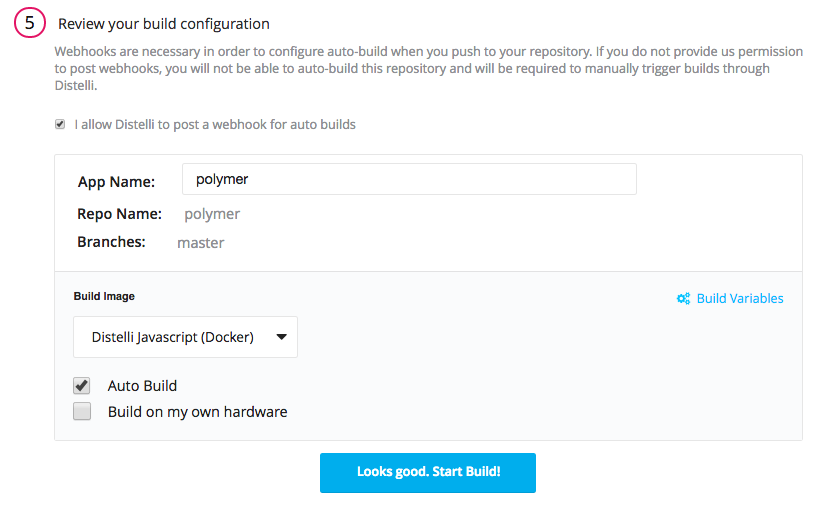 5 Review your build configuration
Webhooks are necessary in order to configure auto-build when you push to your repository. If you do not provide us permission
to post webhooks, you will not be able to auto-build this repository and will be required to manually trigger builds through
Distelli.
I allow Distelli to post a webhook for auto builds
App Name: polymer
Repo Name: polymer
Branches: master
Build Image
Build Variables
Distelli Javascript (Docker)
Auto Build
Build on my own hardware
Looks good. Start Build!